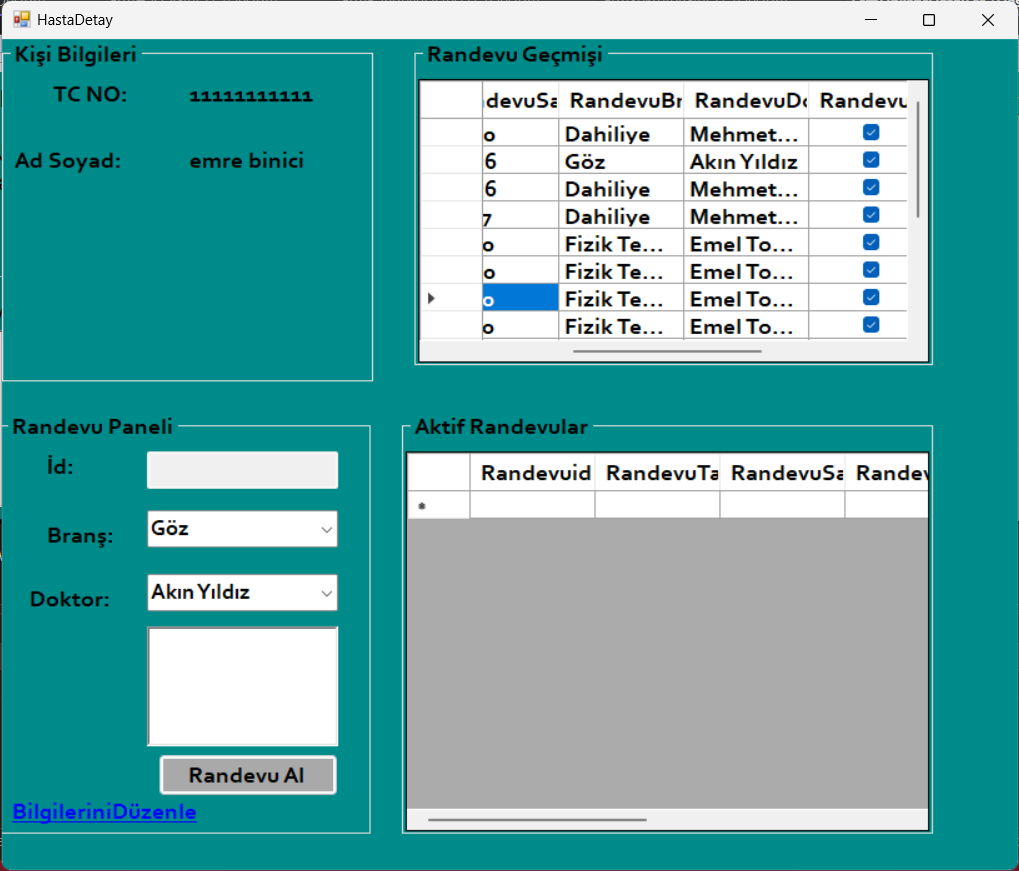 HastaDetay
Kişi Bilgileri
TC NO: 11111111111
Ad Soyad: emre binici
Randevu Geçmişi
devuSa RandevuBr RandevuDo Randevu
0 Dahiliye Mehmet...
6 Göz Akın Yıldız
6 Dahiliye Mehmet...
7 Dahiliye Mehmet...
0 Fizik Te... Emel To...
0 Fizik Te... Emel To...
0 Fizik Te... Emel To...
0 Fizik Te... Emel To...
Randevu Paneli
İd:
Branş: Göz
Doktor: Akın Yıldız
Randevu Al
BilgileriniDüzenle
Aktif Randevular
Randevuid RandevuTa RandevuSa Randev